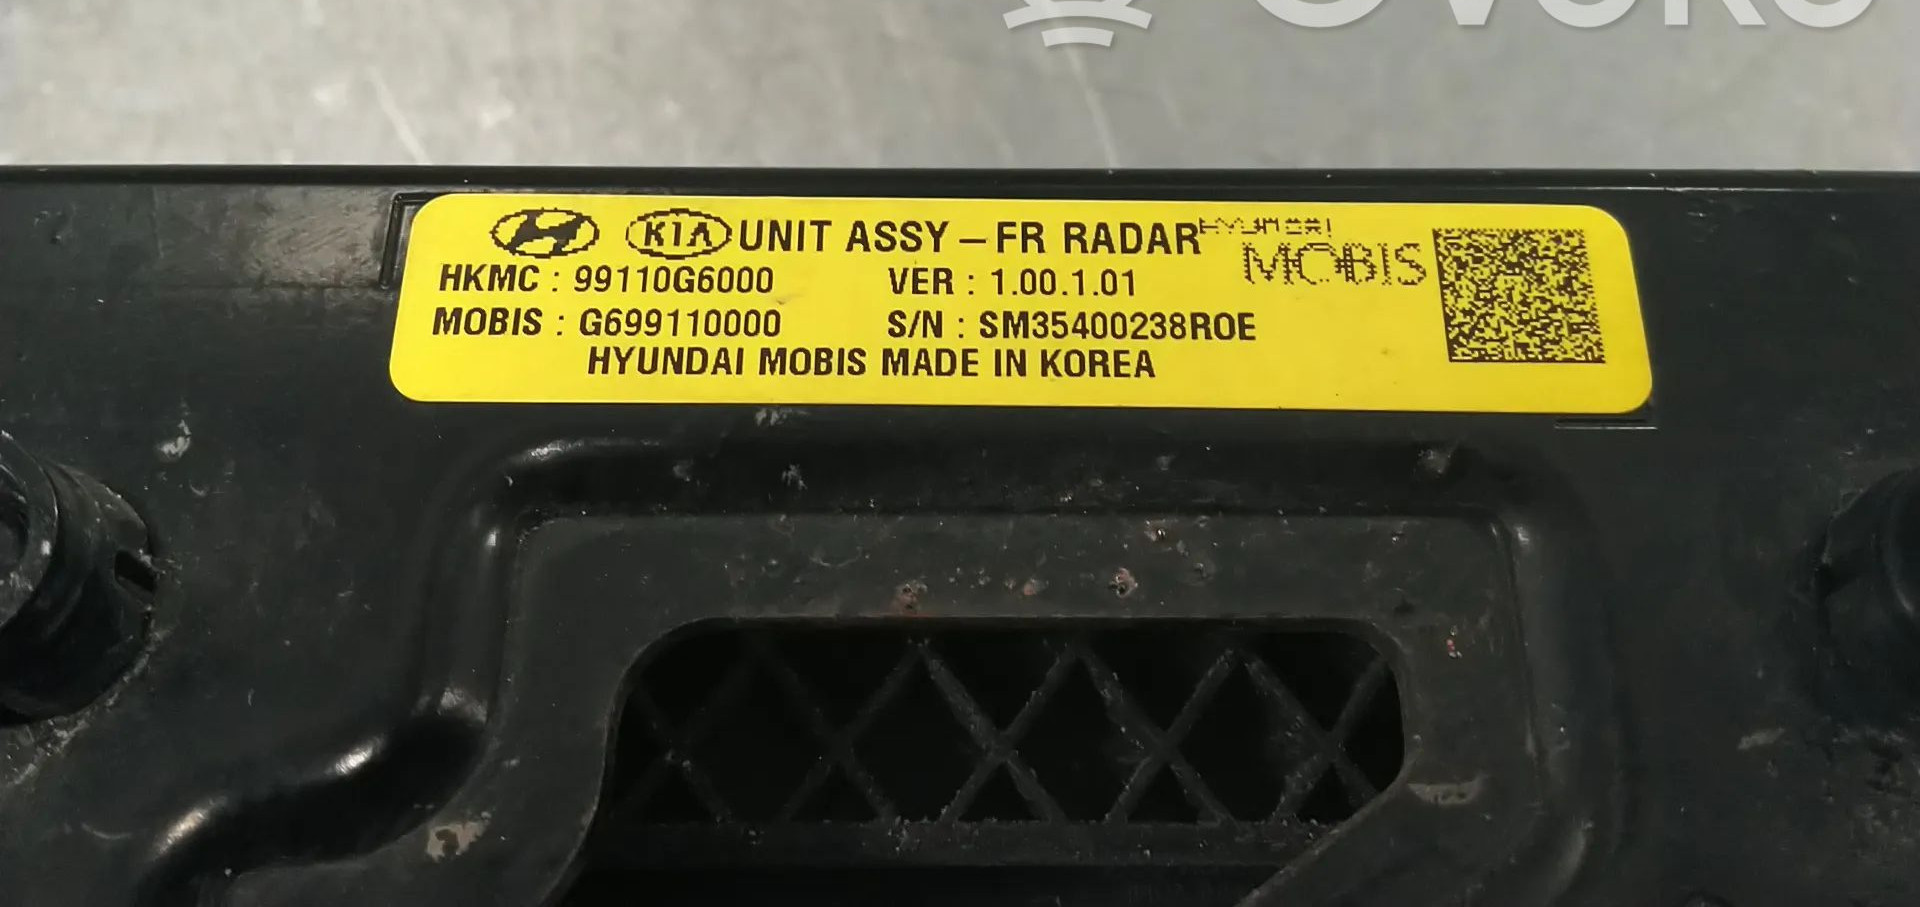 KIA UNIT ASSY – FR RADAR HYUNDAI
MOBIS
HKMC : 99110G6000 VER : 1.00.1.01
MOBIS : G699110000 S/N : SM35400238ROE
HYUNDAI MOBIS MADE IN KOREA